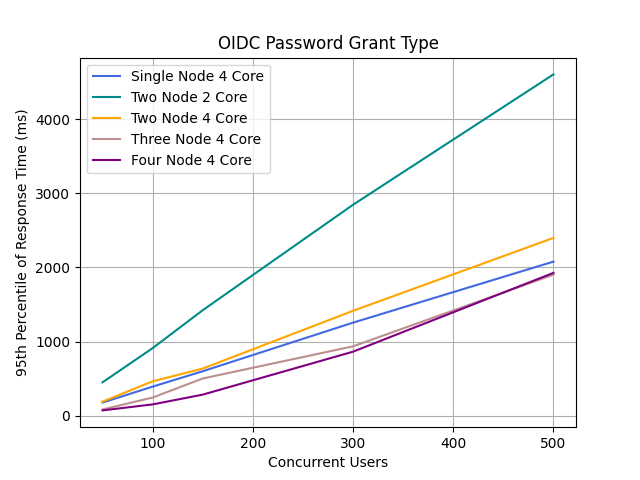 OIDC Password Grant Type
Single Node 4 Core
Two Node 2 Core
Two Node 4 Core
Three Node 4 Core
Four Node 4 Core
95th Percentile of Response Time (ms)
4000
3000
2000
1000
0
100 200 300 400 500
Concurrent Users